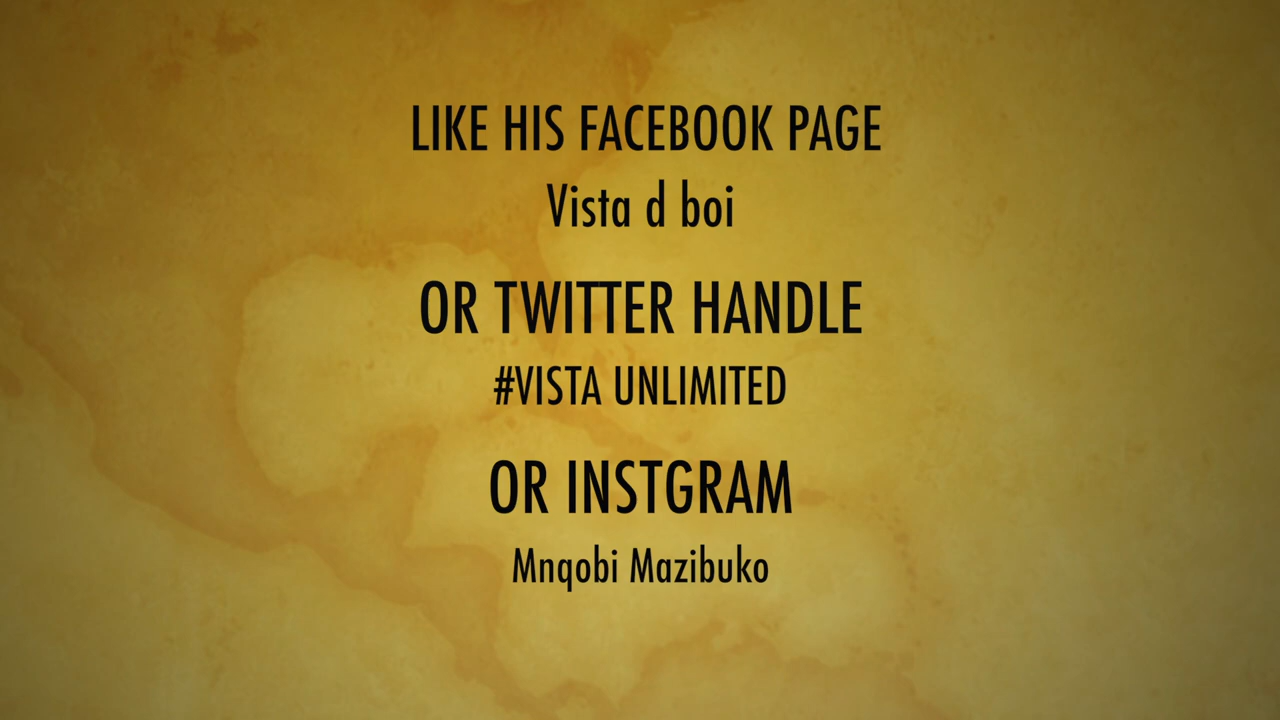 LIKE HIS FACEBOOK PAGE
Vista d boi
OR TWITTER HANDLE
#VISTA UNLIMITED
OR INSTGRAM
Mnqobi Mazibuko